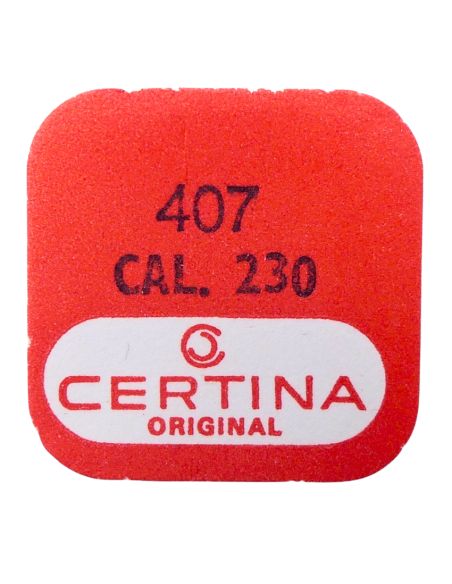 407
CAL. 230
CERTINA
ORIGINAL